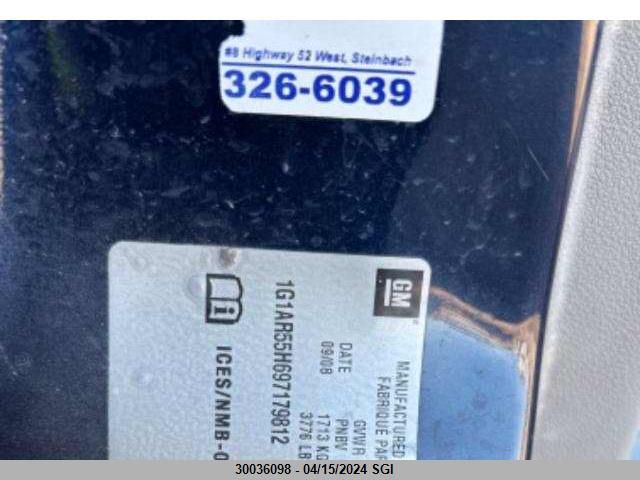 #8 Highway 52 West, Steinbach
326-6039
GM
MANUFACTURED
FABRIQUÉ PAR
DATE
09/08
GVWR
PNBV
1713 KG
3776 LB
1G1AR55H697179812
ICES/NMB-0
30036098 - 04/15/2024 SGI